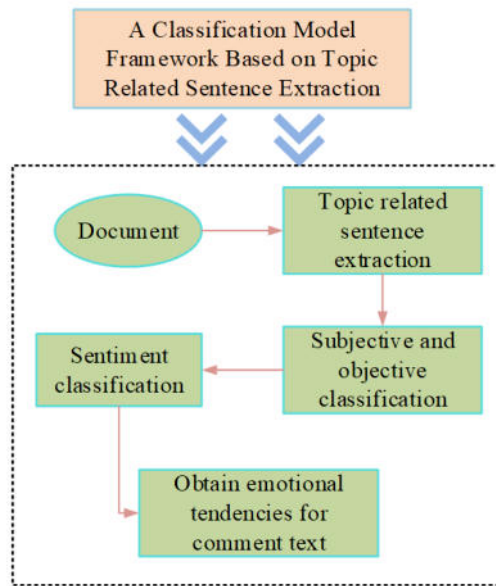 A Classification Model
Framework Based on Topic
Related Sentence Extraction
Document
Topic related
sentence
extraction
Subjective and
objective
classification
Sentiment
classification
Obtain emotional
tendencies for
comment text